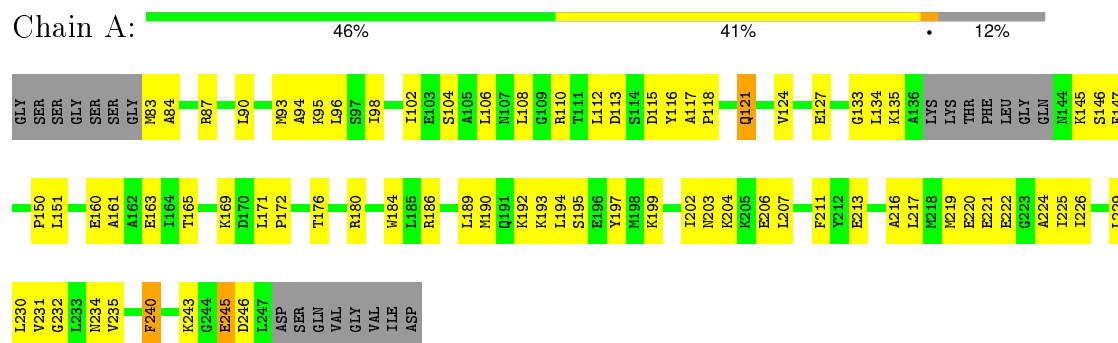 Chain A:
46% 41% • 12%
GLY SER SER GLY SER SER GLY M83 A84 R87 L90 M93 A94 K95 L96 S97 I98 I102 E103 S104 A105 L106 N107 L108 G109 R110 T111 L112 D113 S114 D115 Y116 A117 P118 Q121 V124 E127 G133 L134 K135 A136 LYS LYS THR PHE LEU GLY GLN N144 K145 S146
P150 L151 E160 A161 A162 E163 I164 T165 K169 D170 L171 P172 T176 R180 W184 L185 R186 L189 M190 Q191 K192 K193 L194 S195 E196 Y197 M198 K199 I202 N203 K204 K205 E206 L207 F211 Y212 E213 A216 L217 M218 M219 E220 E221 E222 G223 A224 I225 I226
L230 V231 G232 L233 N234 V235 F240 K243 G244 E245 D246 L247 ASP SER GLN VAL GLY VAL ILE ASP